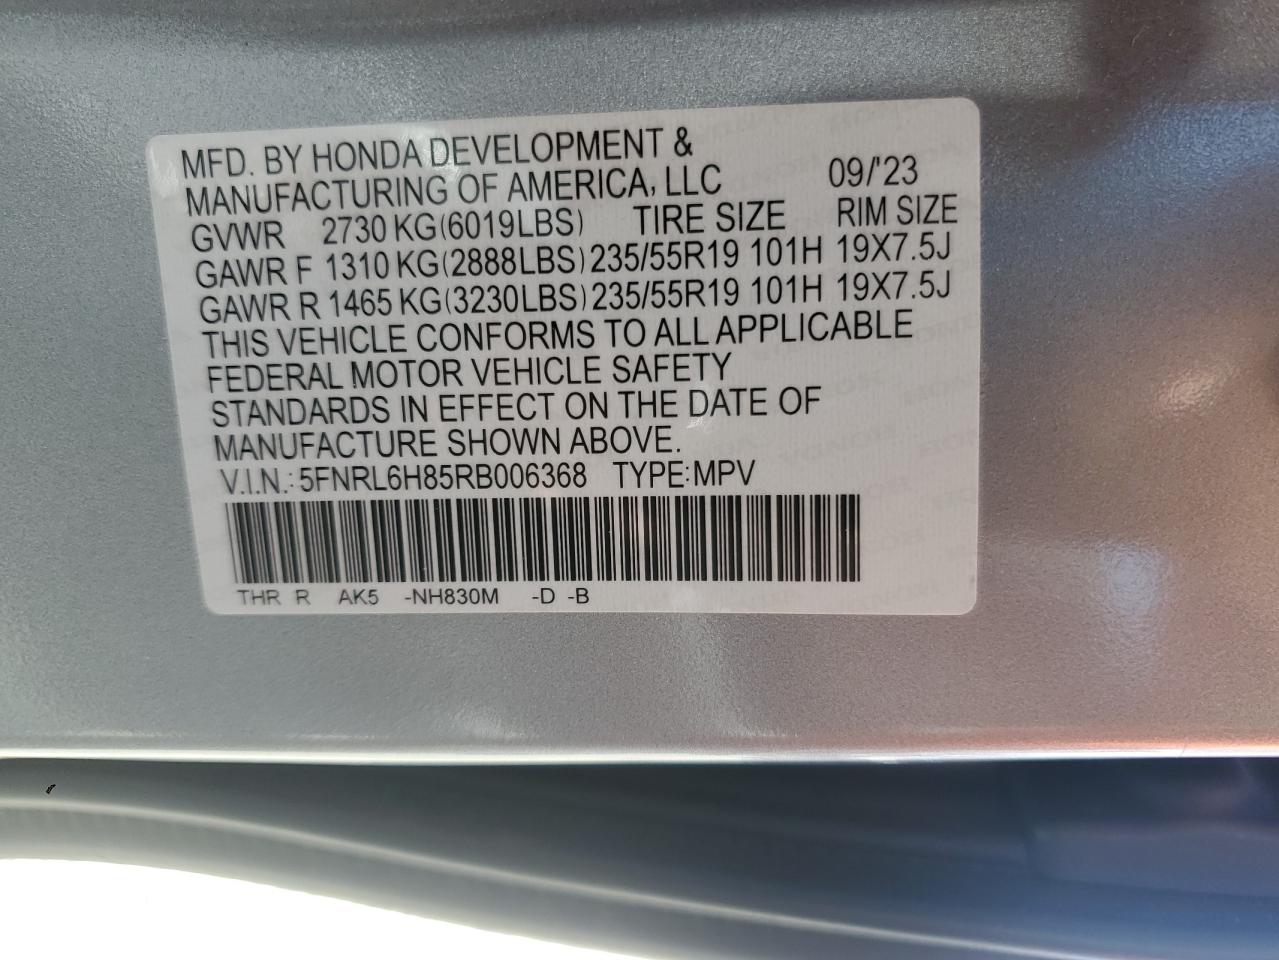 MFD. BY HONDA DEVELOPMENT &
MANUFACTURING OF AMERICA, LLC 09/'23
GVWR 2730 KG(6019LBS) TIRE SIZE RIM SIZE
GAWR F 1310 KG(2888LBS) 235/55R19 101H 19X7.5J
GAWR R 1465 KG(3230LBS) 235/55R19 101H 19X7.5J
THIS VEHICLE CONFORMS TO ALL APPLICABLE
FEDERAL MOTOR VEHICLE SAFETY
STANDARDS IN EFFECT ON THE DATE OF
MANUFACTURE SHOWN ABOVE.
V.I.N.: 5FNRL6H85RB006368 TYPE:MPV
THR R AK5 -NH830M -D -B